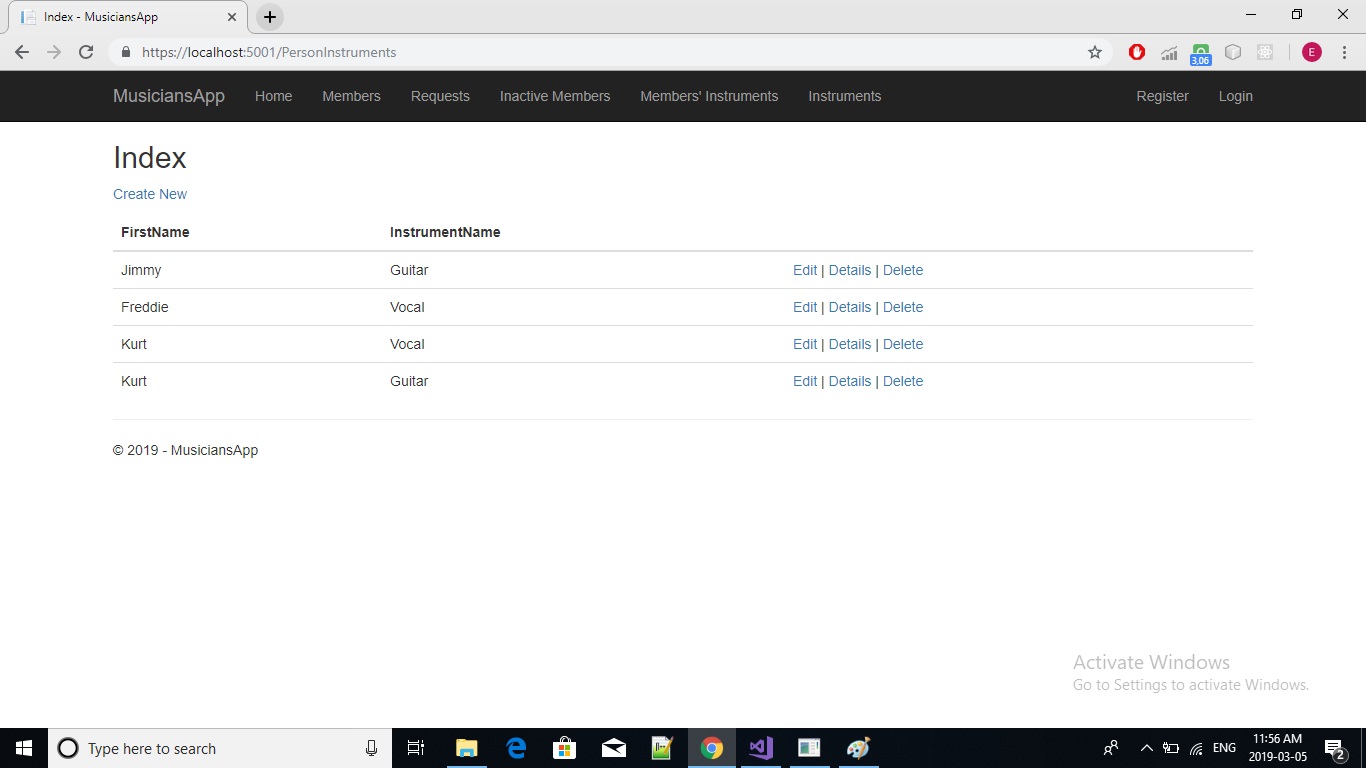 Index - MusiciansApp
https://localhost:5001/PersonInstruments
3.06
E
MusiciansApp Home Members Requests Inactive Members Members' Instruments Instruments Register Login
Index
Create New
FirstName InstrumentName
Jimmy Guitar Edit | Details | Delete
Freddie Vocal Edit | Details | Delete
Kurt Vocal Edit | Details | Delete
Kurt Guitar Edit | Details | Delete
© 2019 - MusiciansApp
Activate Windows
Go to Settings to activate Windows.
Type here to search
ENG
11:56 AM
2019-03-05
2